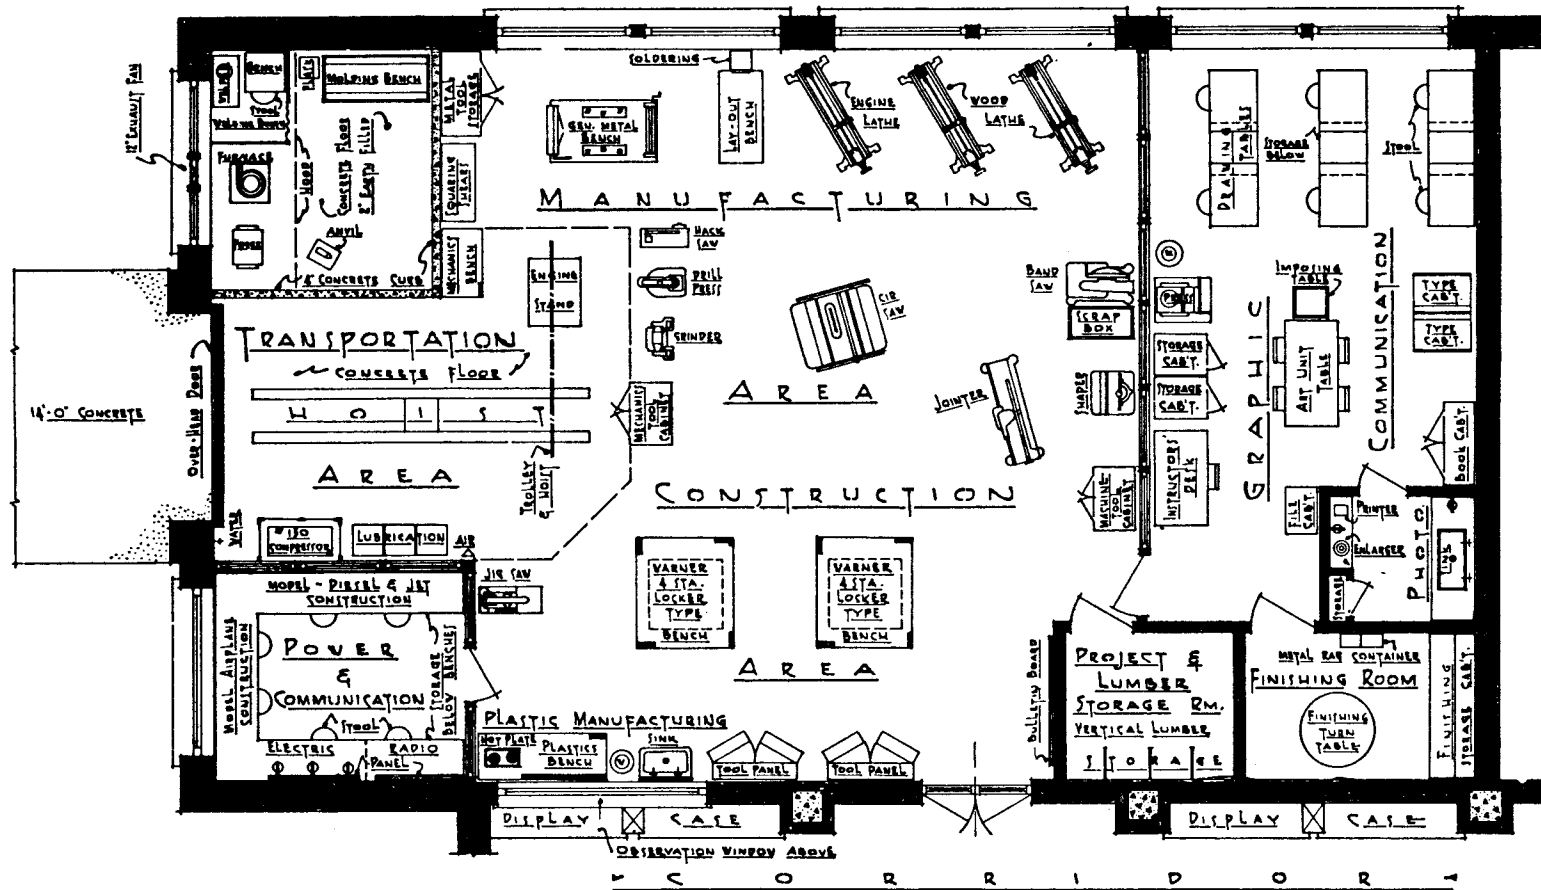 12" EXHAUST FAN
WELDER
BENCH
STOOL
WELDING BOOTH
MOLDING BENCH
METAL
TOOL
STORAGE
SOLDERING
GEN. METAL
BENCH
LAY-OUT
BENCH
ENGINE
LATHE
WOOD
LATHE
DRAWING
TABLES
STORAGE
BELOW
STOOL
FURNACE
HOOD
CONCRETE FLOOR
8" EARTH FILLED
SQUARING
SHEARS
MANUFACTURING
ANVIL
4" CONCRETE CURB
MECHANICS
BENCH
ENGINE
STAND
HACK
SAW
DRILL
PRESS
GRINDER
CIR
SAW
BAND
SAW
SCRAP
BOX
PRESS
IMPOSING
TABLE
TYPE
CAB'T.
TYPE
CAB'T.
GRAPHIC
COMMUNICATION
TRANSPORTATION
CONCRETE FLOOR
14'-0" CONCRETE
OVER-HEAD DOOR
HOIST
MECHANICS
TOOL
CABINET
AREA
JOINTER
SHAPER
STORAGE
CAB'T.
STORAGE
CAB'T.
ART UNIT
TABLE
BOOK CAB'T.
AREA
TROLLEY
& HOIST
CONSTRUCTION
MACHINE
TOOL
CABINET
INSTRUCTORS'
DESK
FILE
CAB'T.
PRINTER
ENLARGER
PHOTO.
SINK
STORAGE
WATER
COMPRESSOR
LUBRICATION
AIR
JIG SAW
MODEL - DIESEL & JET
CONSTRUCTION
MODEL AIRPLANE
CONSTRUCTION
POWER
&
COMMUNICATION
STORAGE
BELOW BENCHES
STOOL
ELECTRIC
RADIO
PANEL
VARNER
4 STA.
LOCKER
TYPE
BENCH
VARNER
4 STA.
LOCKER
TYPE
BENCH
AREA
PLASTIC MANUFACTURING
HOT PLATE
PLASTICS
BENCH
SINK
TOOL PANEL
TOOL PANEL
BULLETIN BOARD
PROJECT &
LUMBER
STORAGE RM.
VERTICAL LUMBER
STORAGE
METAL RAG CONTAINER
FINISHING ROOM
FINISHING
TURN
TABLE
FINISHING
STORAGE CAB'T.
DISPLAY CASE
DISPLAY CASE
OBSERVATION WINDOW ABOVE
CORRIDOR